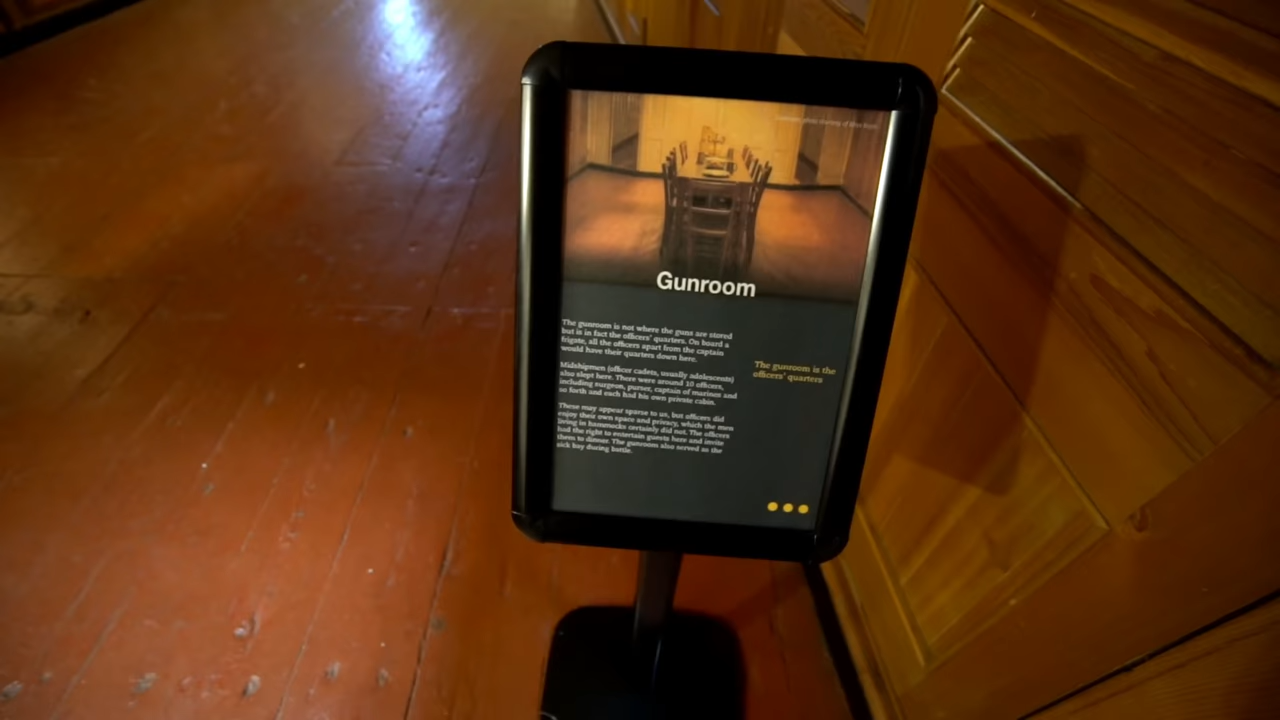 Gunroom
The gunroom is not where the guns are stored
but is in fact the officers' quarters. On board a
frigate, all the officers apart from the captain
would have their quarters down here.
Midshipmen (officer cadets, usually adolescents)
also slept here. There were around 10 officers,
including surgeon, purser, captain of marines and
so forth and each had his own private cabin.
These may appear sparse to us, but officers did
enjoy their own space and privacy, which the men
living in hammocks certainly did not. The officers
had the right to entertain guests here and invite
them to dinner. The gunroom also served as the
sick bay during battle.
The gunroom is the
officers' quarters